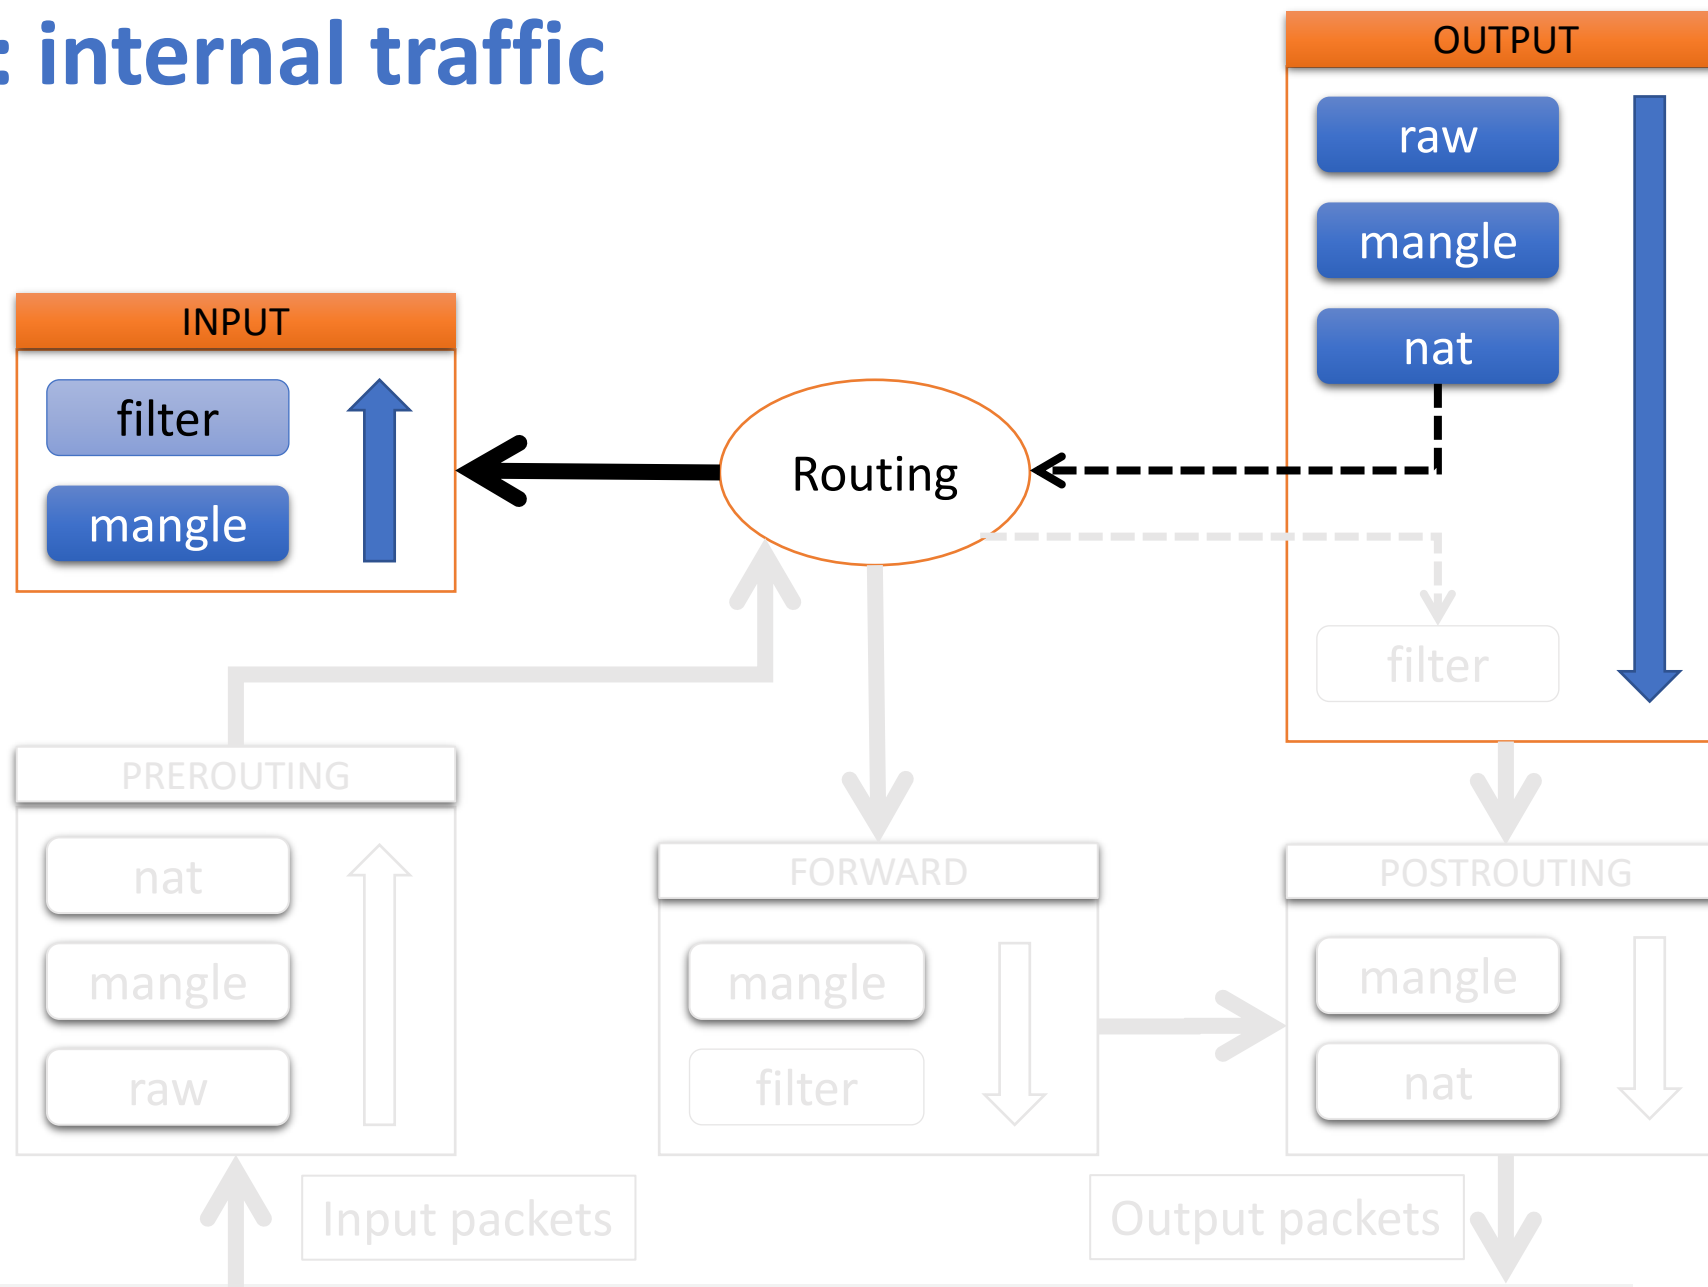 : internal traffic
OUTPUT
raw
mangle
nat
INPUT
filter
mangle
Routing
filter
PREROUTING
nat
mangle
raw
FORWARD
mangle
filter
POSTROUTING
mangle
nat
Input packets
Output packets